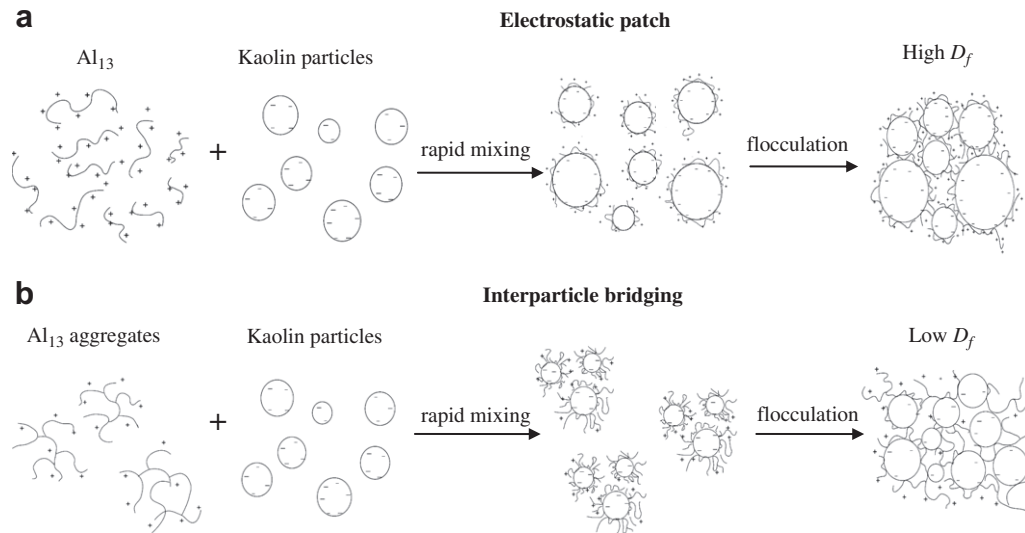 a
Electrostatic patch
Al13
Kaolin particles
High Df
+
rapid mixing
flocculation
b
Interparticle bridging
Al13 aggregates
Kaolin particles
Low Df
+
rapid mixing
flocculation